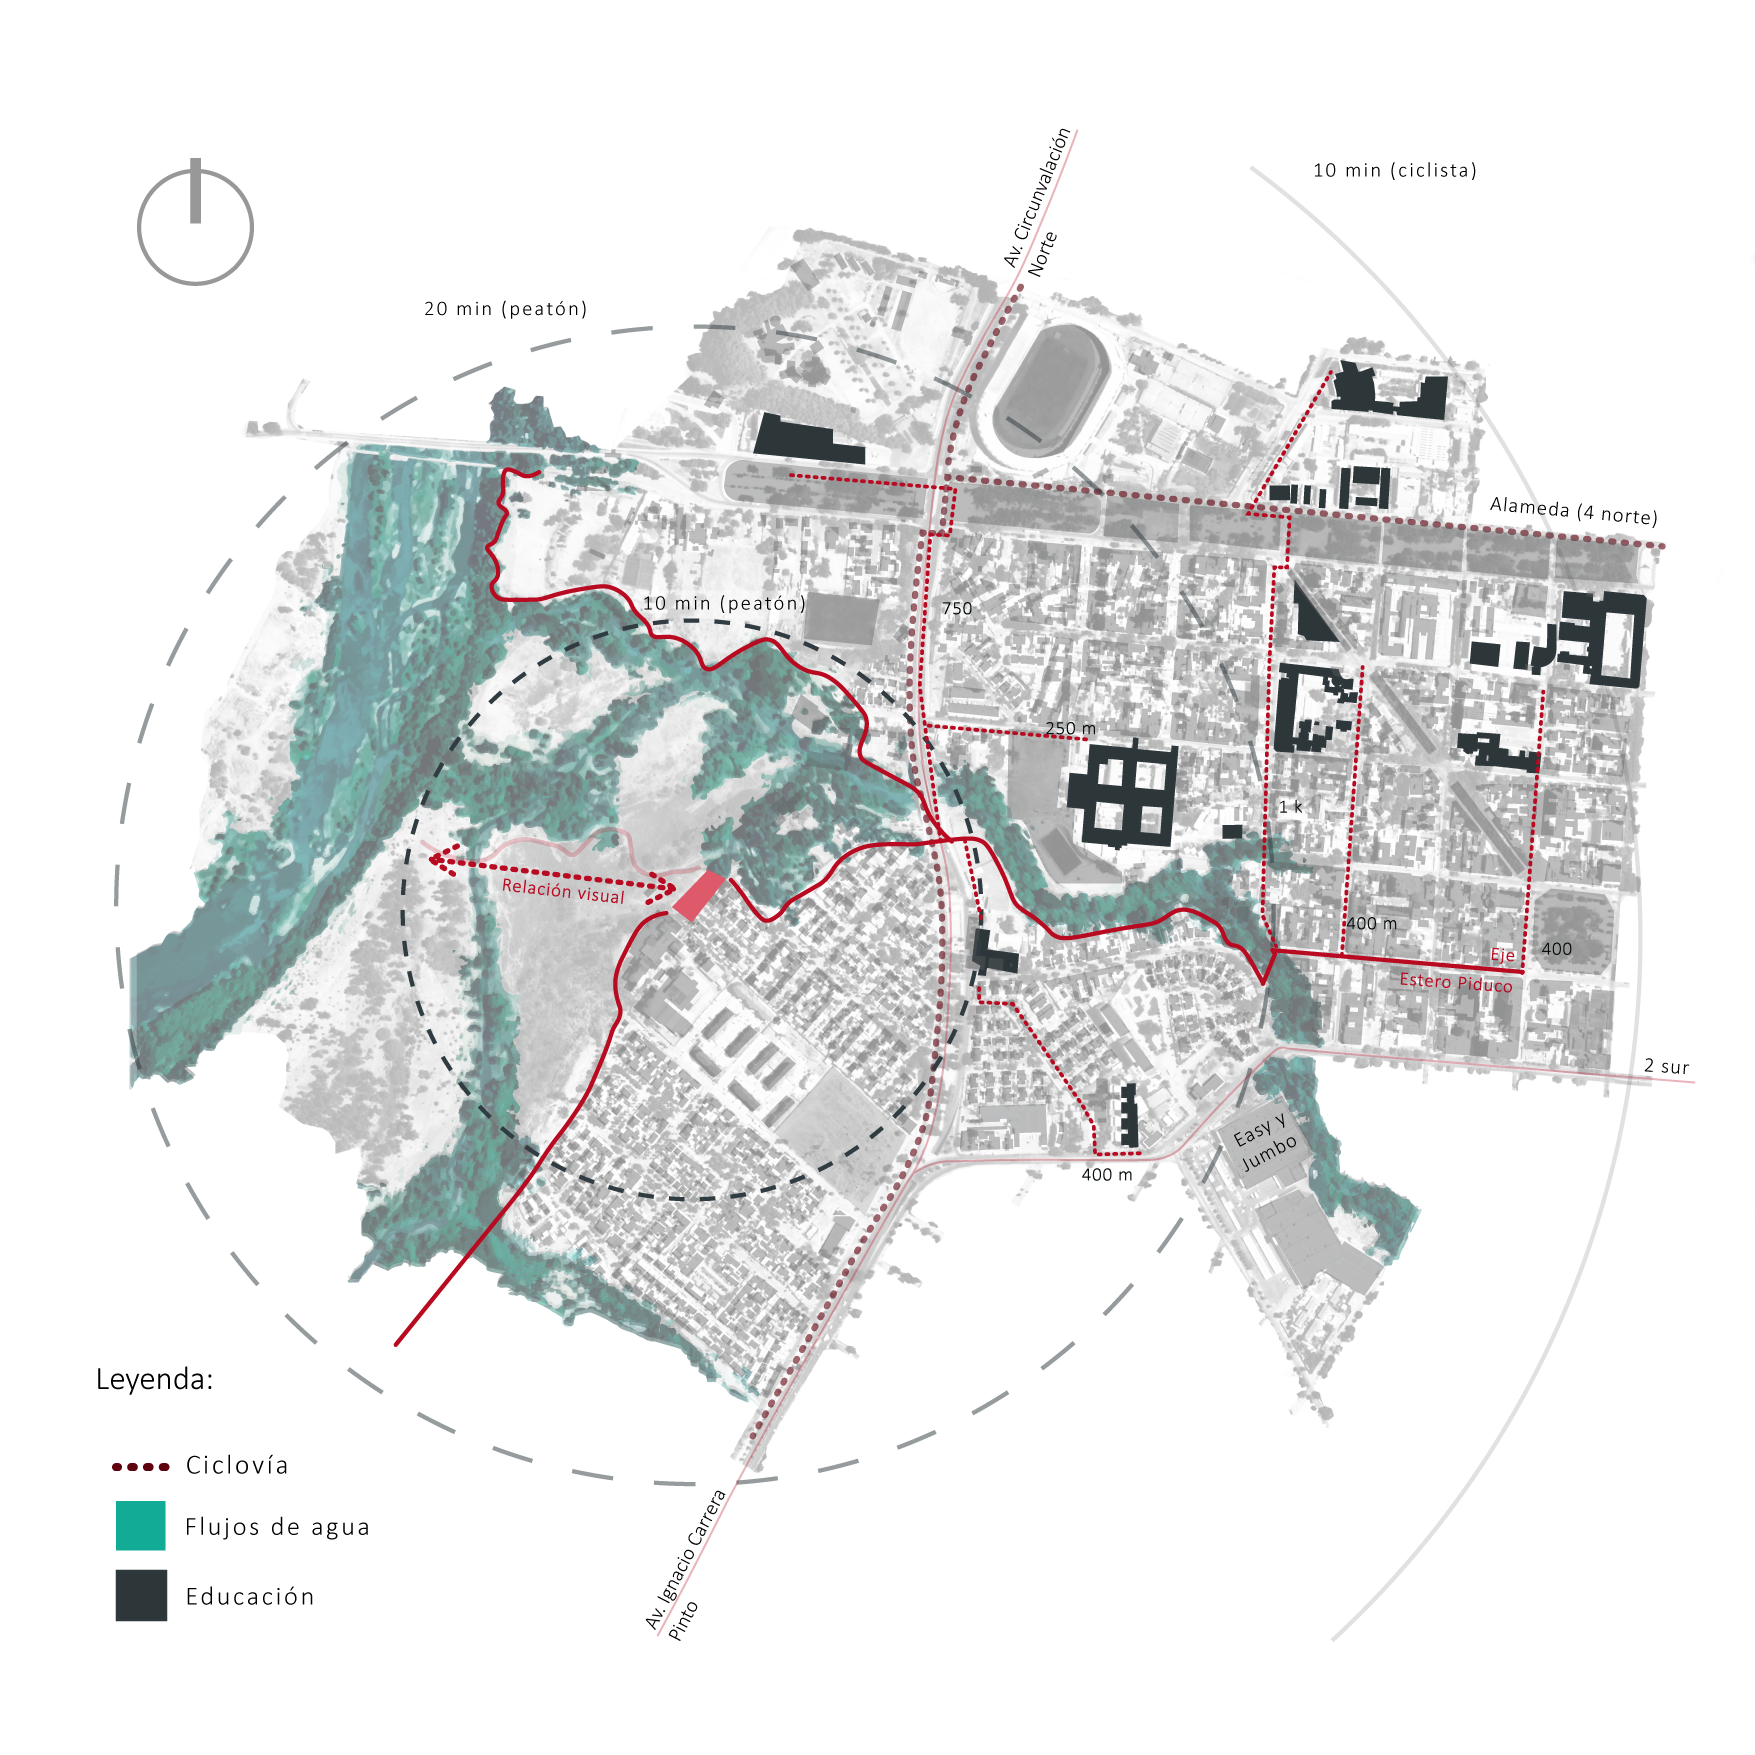 Av. Circunvalación
Norte
10 min (ciclista)
20 min (peatón)
Alameda (4 norte)
10 min (peatón)
750
250 m
1 k
Relación visual
400 m
Eje
400
Estero Piduco
2 sur
Easy y
Jumbo
400 m
Leyenda:
Ciclovía
Flujos de agua
Educación
Av. Ignacio Carrera
Pinto